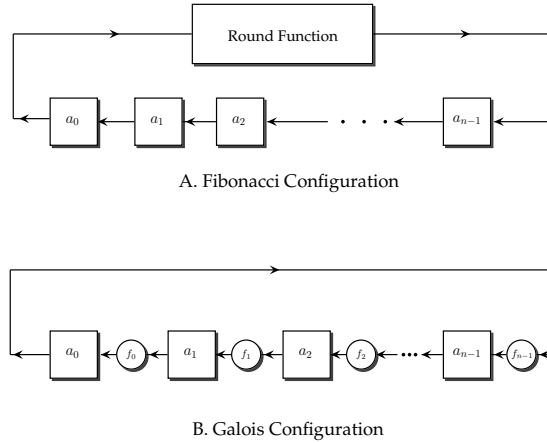 Round Function
a₀ a₁ a₂ . . . aₙ₋₁
A. Fibonacci Configuration
a₀ f₀ a₁ f₁ a₂ f₂ ... aₙ₋₁ fₙ₋₁
B. Galois Configuration